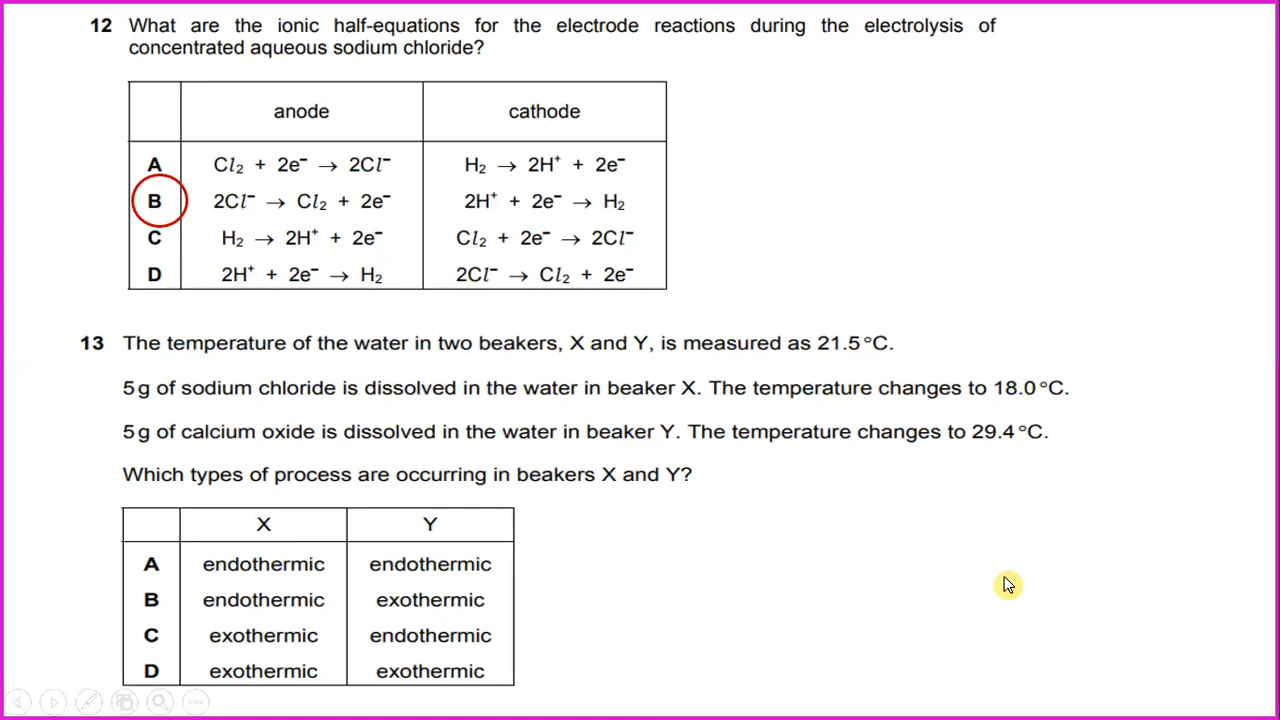 12 What are the ionic half-equations for the electrode reactions during the electrolysis of
concentrated aqueous sodium chloride?
anode cathode
A Cl₂ + 2e⁻ → 2Cl⁻ H₂ → 2H⁺ + 2e⁻
B 2Cl⁻ → Cl₂ + 2e⁻ 2H⁺ + 2e⁻ → H₂
C H₂ → 2H⁺ + 2e⁻ Cl₂ + 2e⁻ → 2Cl⁻
D 2H⁺ + 2e⁻ → H₂ 2Cl⁻ → Cl₂ + 2e⁻
13 The temperature of the water in two beakers, X and Y, is measured as 21.5 °C.
5 g of sodium chloride is dissolved in the water in beaker X. The temperature changes to 18.0 °C.
5 g of calcium oxide is dissolved in the water in beaker Y. The temperature changes to 29.4 °C.
Which types of process are occurring in beakers X and Y?
X Y
A endothermic endothermic
B endothermic exothermic
C exothermic endothermic
D exothermic exothermic